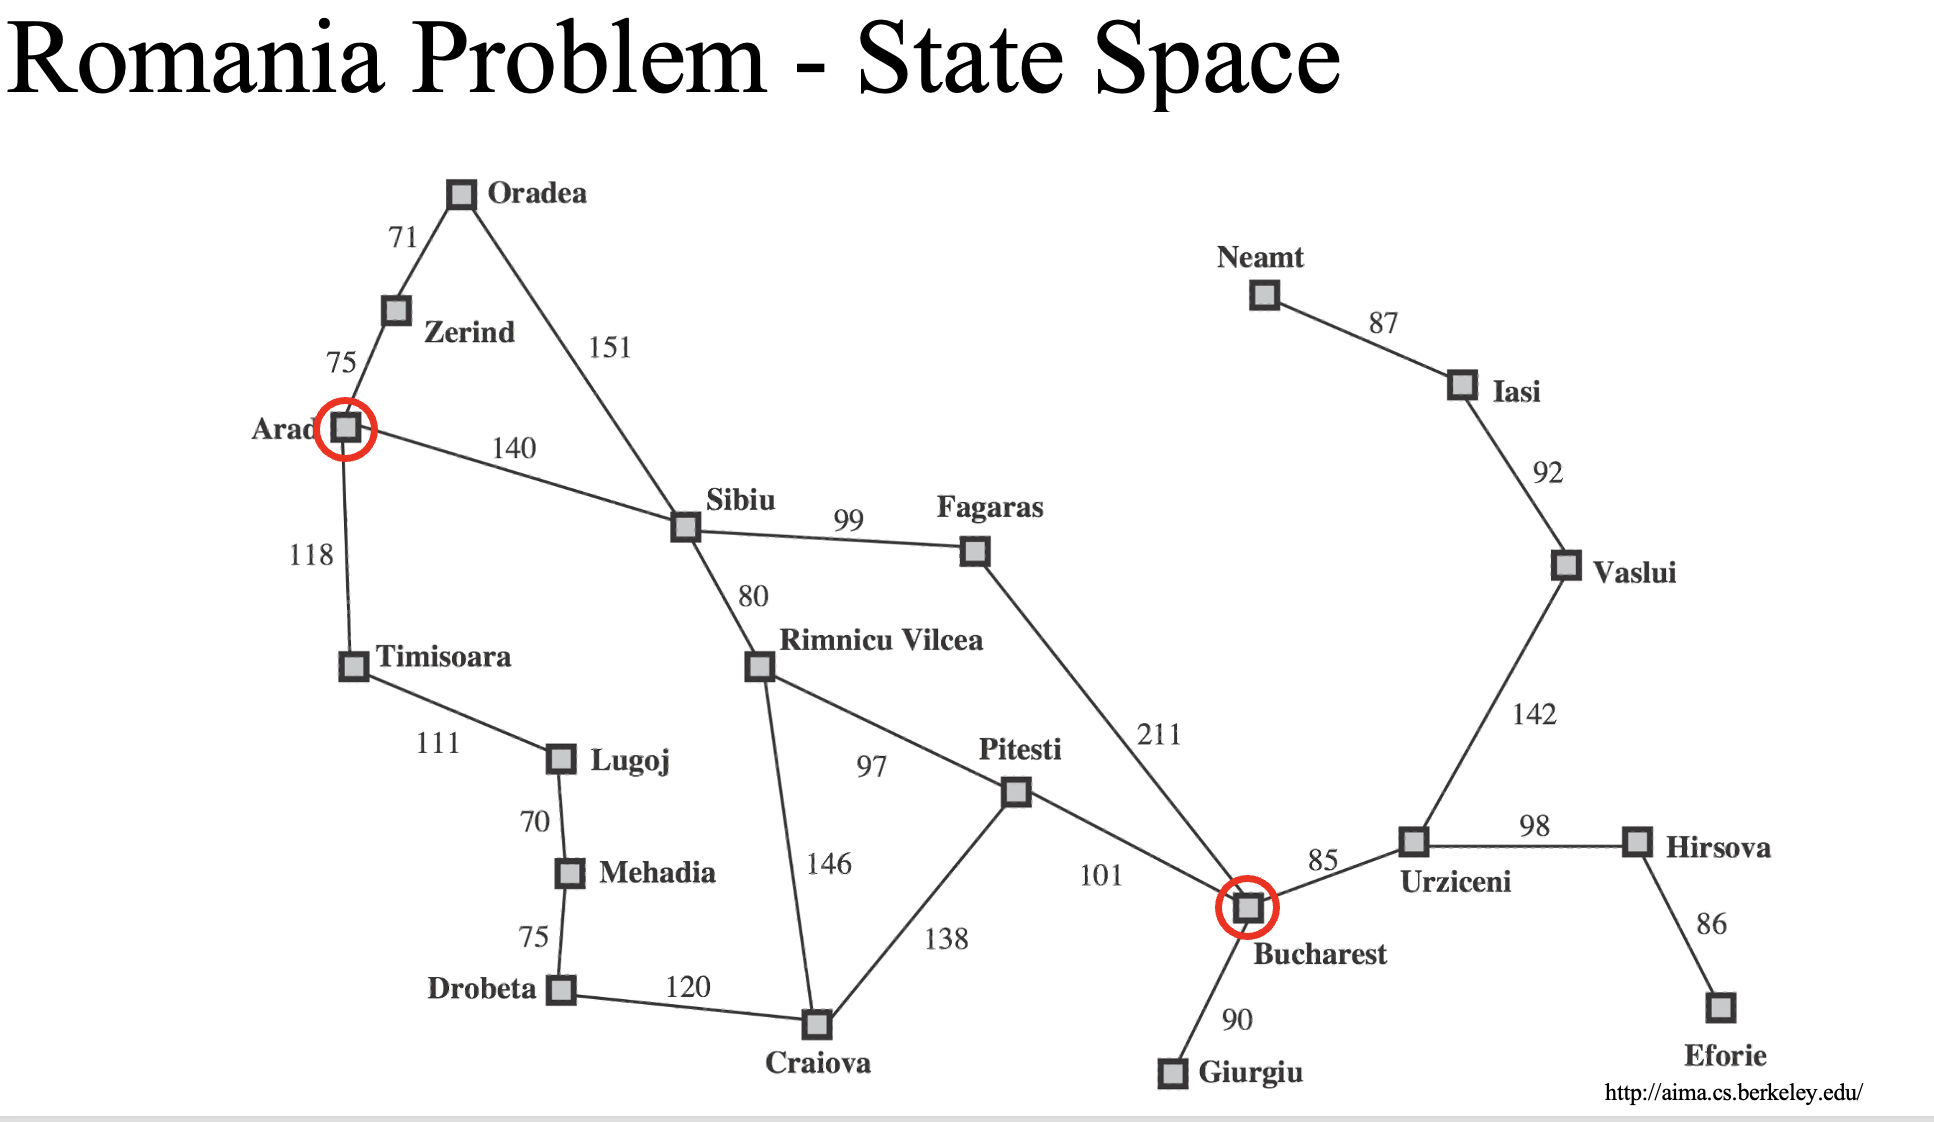 Romania Problem - State Space
Oradea
71
Neamt
87
Zerind
151
75
Iasi
Arad
140
92
Sibiu
Fagaras
99
118
Vaslui
80
Rimnicu Vilcea
Timisoara
142
211
111
Pitesti
Lugoj
97
70
98
Hirsova
146
85
Mehadia
101
Urziceni
86
75
138
Bucharest
Drobeta
120
90
Eforie
Craiova
Giurgiu
http://aima.cs.berkeley.edu/